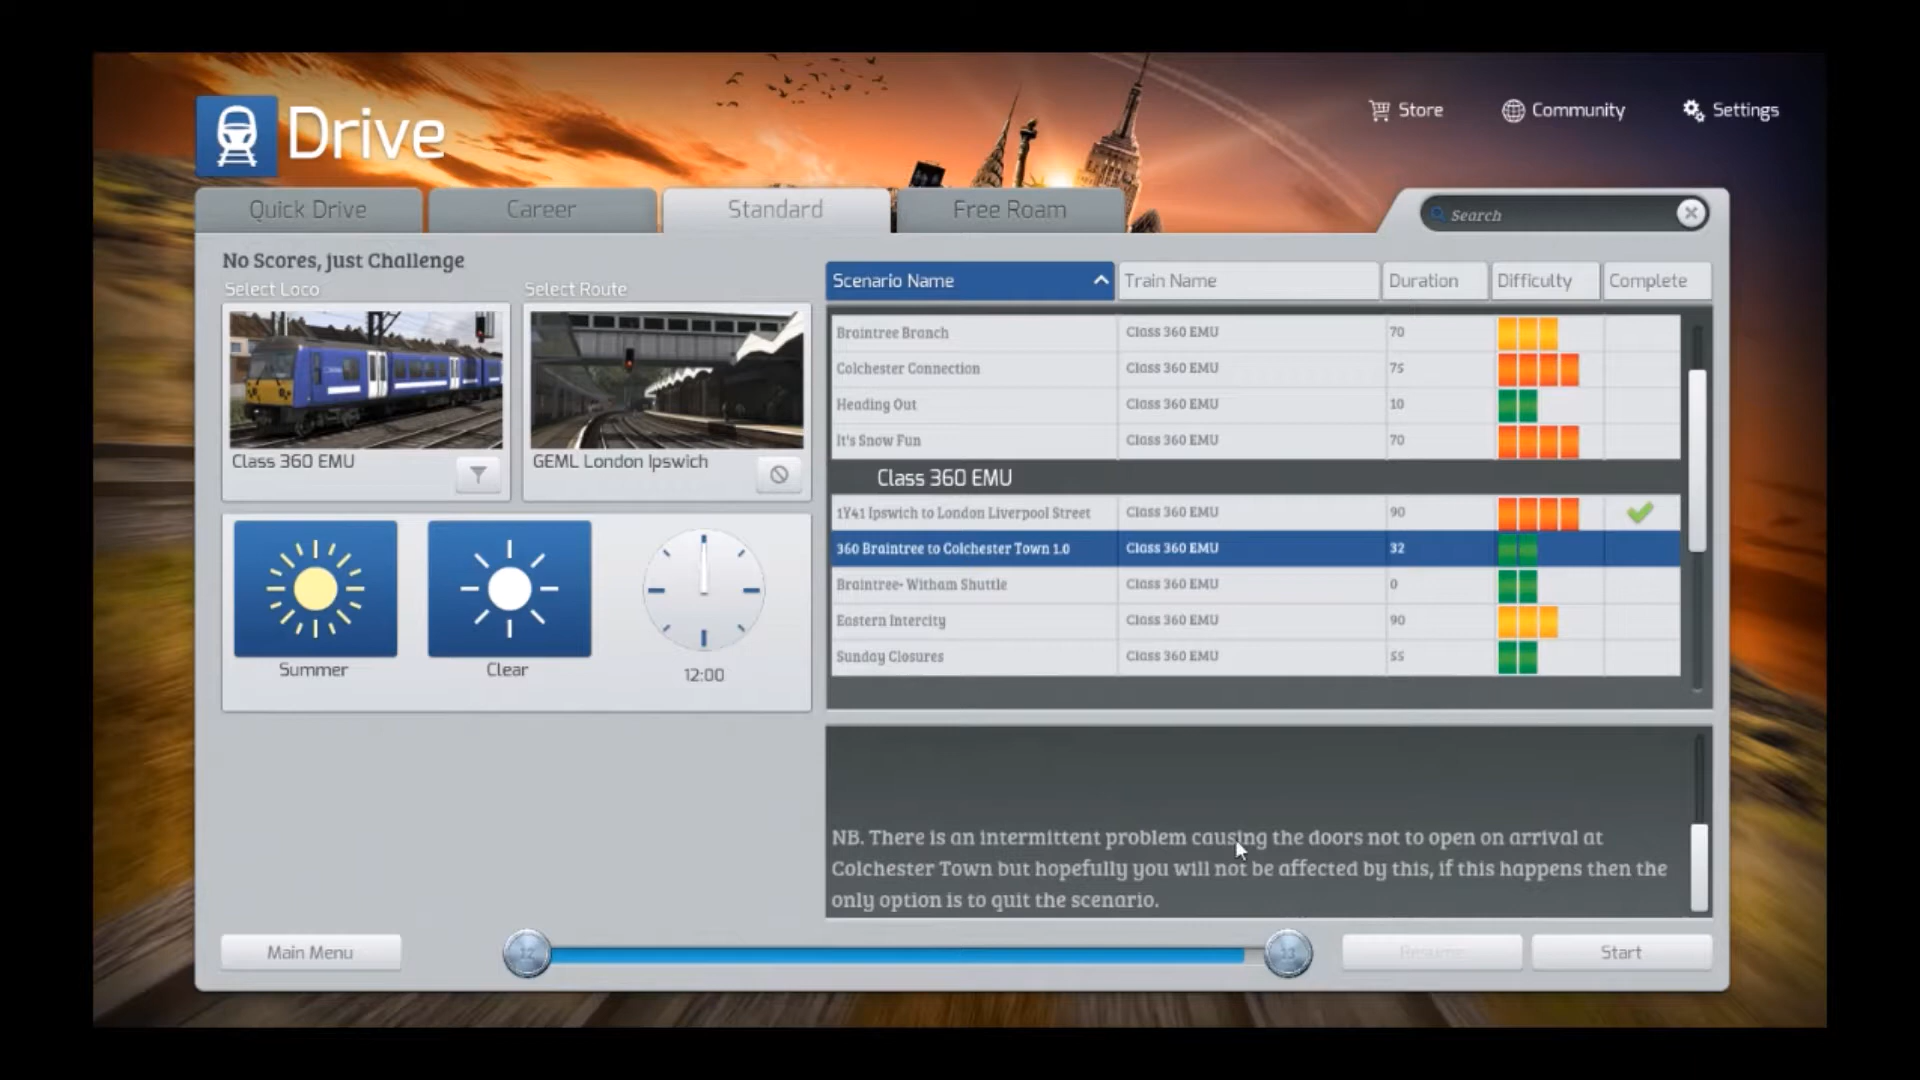 Drive
Store
Community
Settings
Quick Drive
Career
Standard
Free Roam
Search
No Scores, just Challenge
Select Loco
Select Route
Class 360 EMU
GEML London Ipswich
Summer
Clear
12:00
Scenario Name
Train Name
Duration
Difficulty
Complete
Braintree Branch Class 360 EMU 70
Colchester Connection Class 360 EMU 75
Heading Out Class 360 EMU 10
It's Snow Fun Class 360 EMU 70
Class 360 EMU
1Y41 Ipswich to London Liverpool Street Class 360 EMU 90
360 Braintree to Colchester Town 1.0 Class 360 EMU 32
Braintree- Witham Shuttle Class 360 EMU 0
Eastern Intercity Class 360 EMU 90
Sunday Closures Class 360 EMU 55
NB. There is an intermittent problem causing the doors not to open on arrival at
Colchester Town but hopefully you will not be affected by this, if this happens then the
only option is to quit the scenario.
Main Menu
12
13
Resume
Start